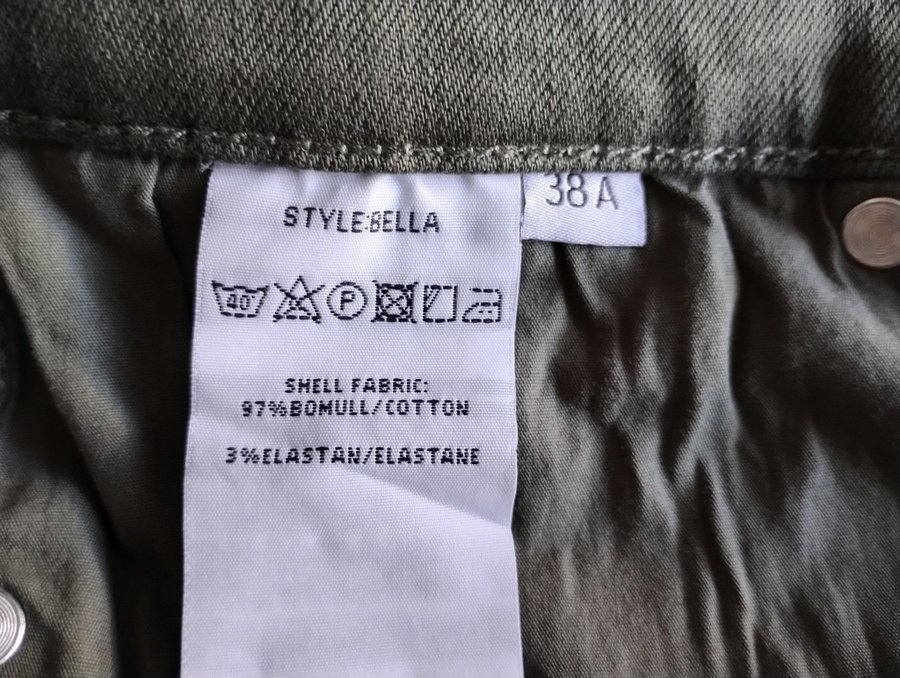 STYLE:BELLA
38 A
40 P
SHELL FABRIC:
97%BOMULL/COTTON
3%ELASTAN/ELASTANE